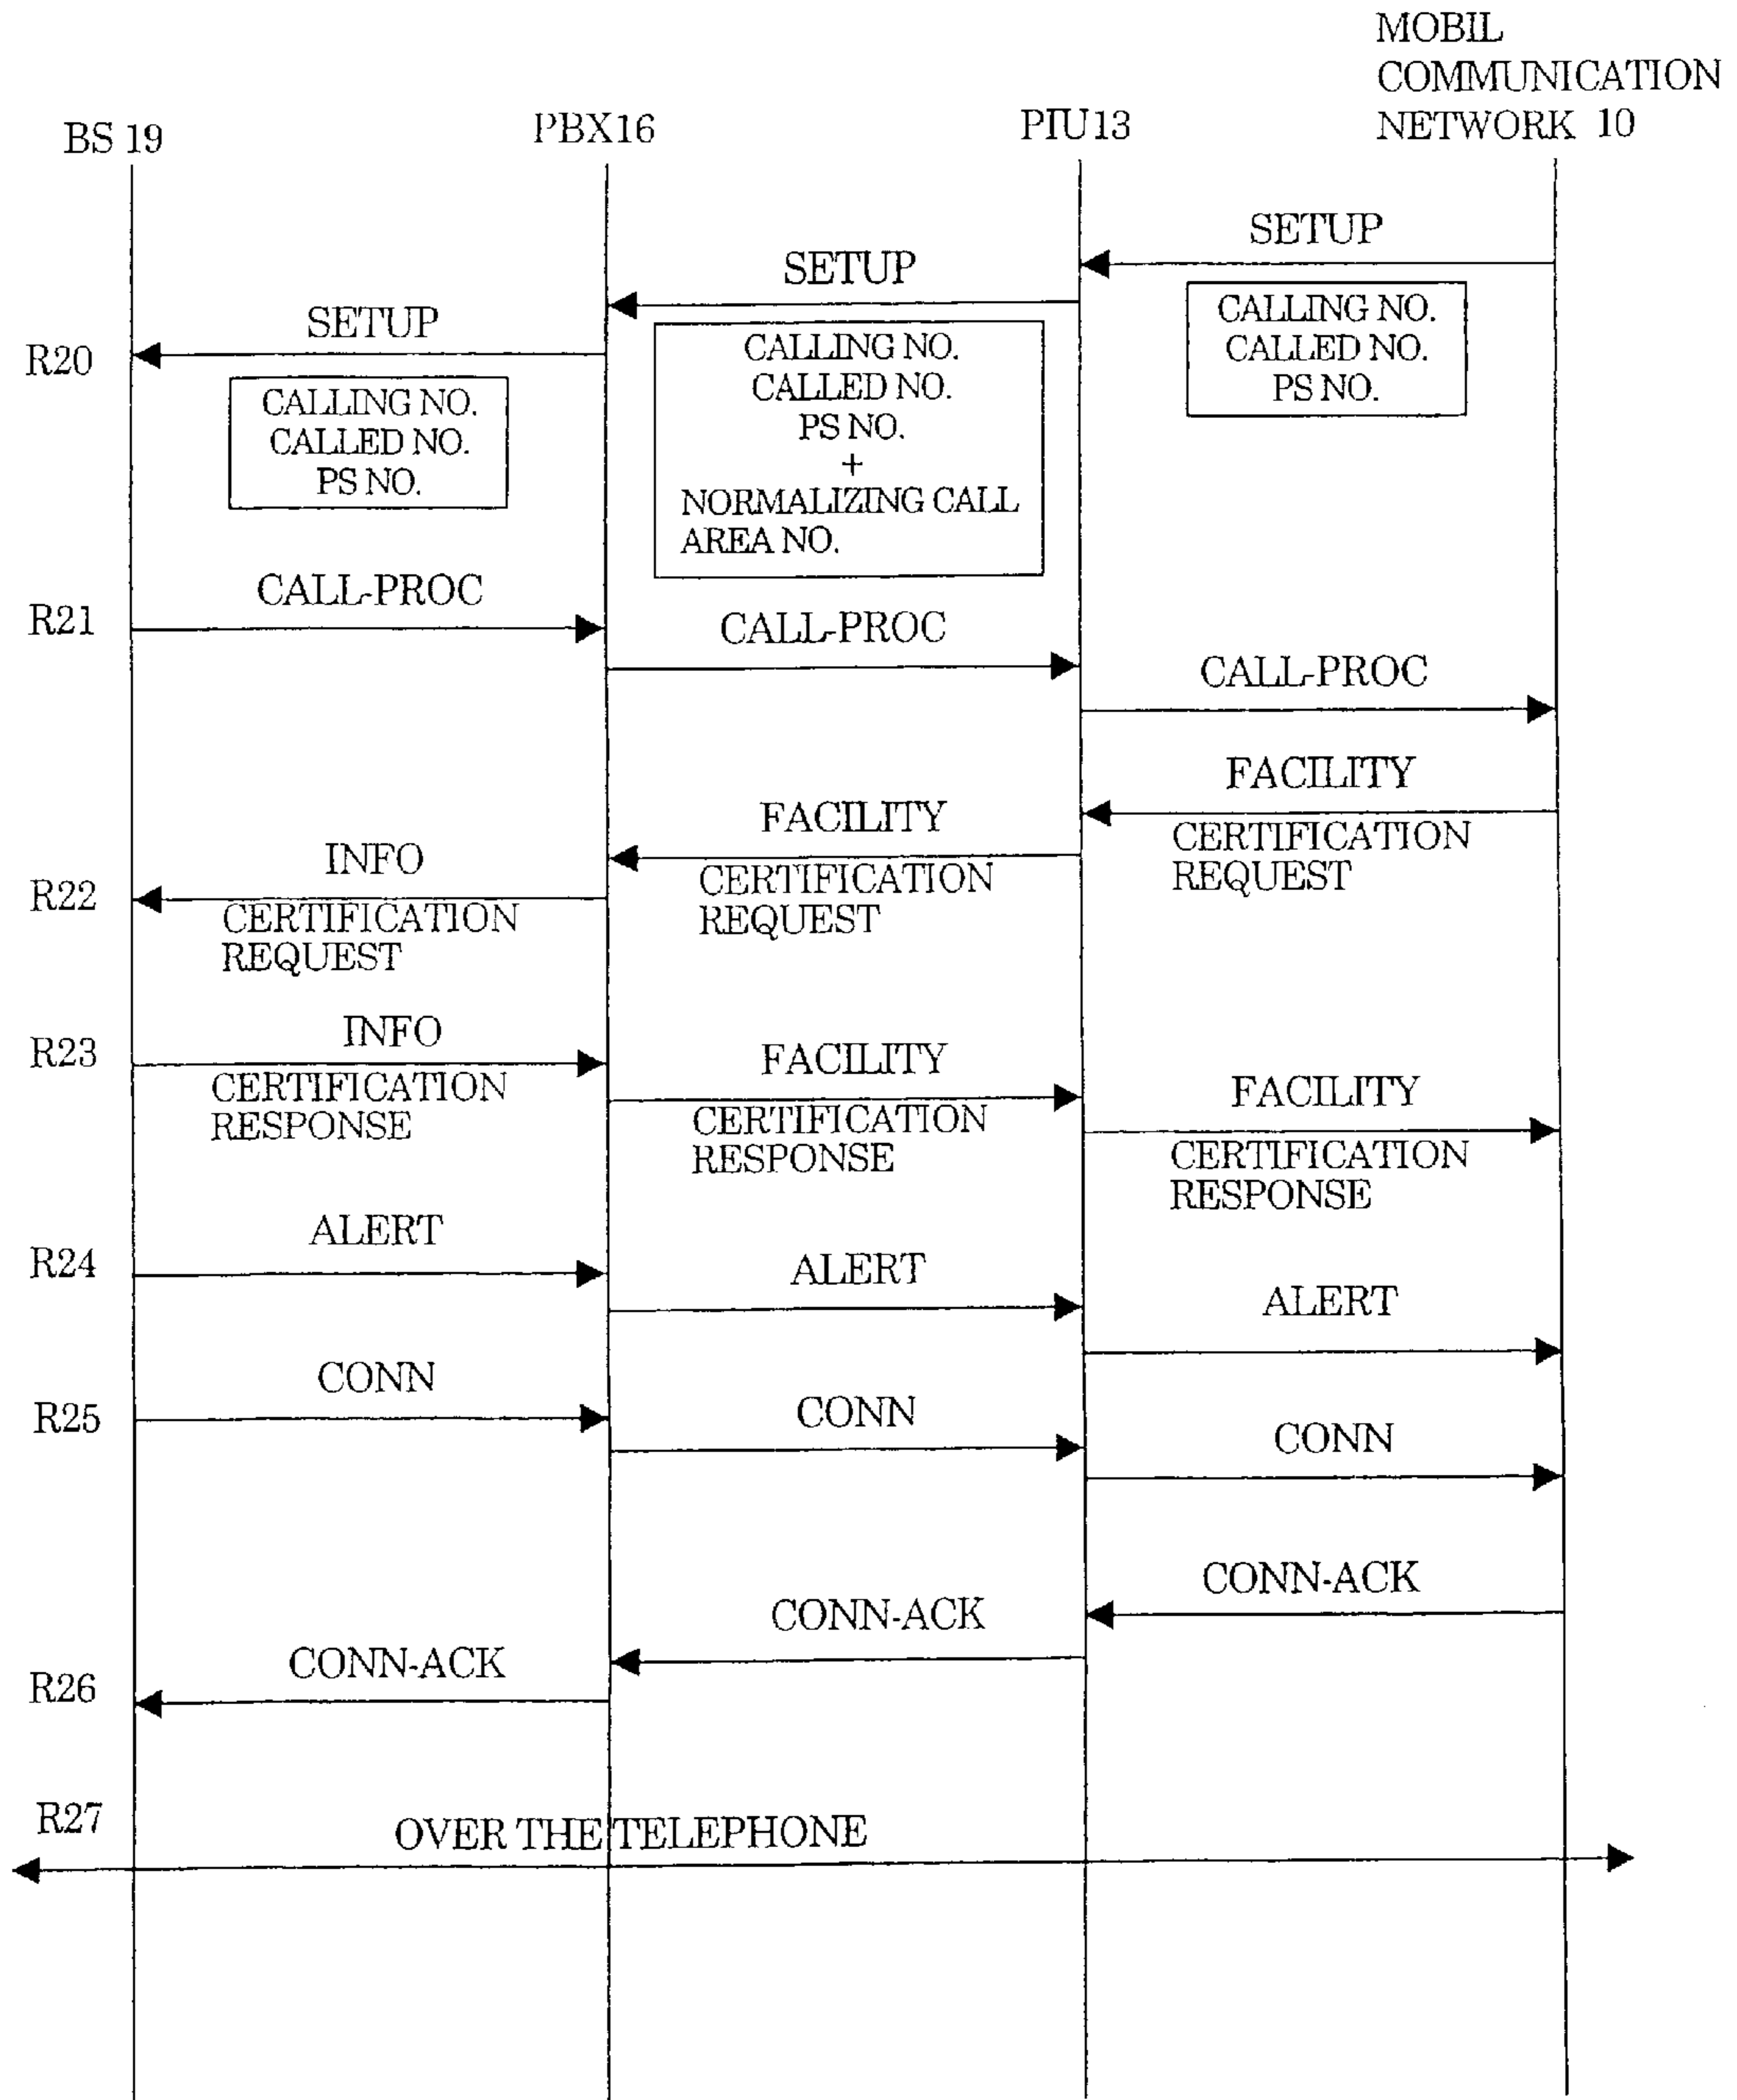 MOBIL
COMMUNICATION
NETWORK 10
BS 19
PBX16
PIU13
SETUP
SETUP
SETUP
R20
CALLING NO.
CALLED NO.
PS NO.
CALLING NO.
CALLED NO.
PS NO.
+
NORMALIZING CALL
AREA NO.
CALLING NO.
CALLED NO.
PS NO.
R21
CALL-PROC
CALL-PROC
CALL-PROC
FACILITY
CERTIFICATION
REQUEST
FACILITY
CERTIFICATION
REQUEST
R22
INFO
CERTIFICATION
REQUEST
R23
INFO
CERTIFICATION
RESPONSE
FACILITY
CERTIFICATION
RESPONSE
FACILITY
CERTIFICATION
RESPONSE
R24
ALERT
ALERT
ALERT
R25
CONN
CONN
CONN
CONN-ACK
CONN-ACK
CONN-ACK
R26
R27
OVER THE TELEPHONE